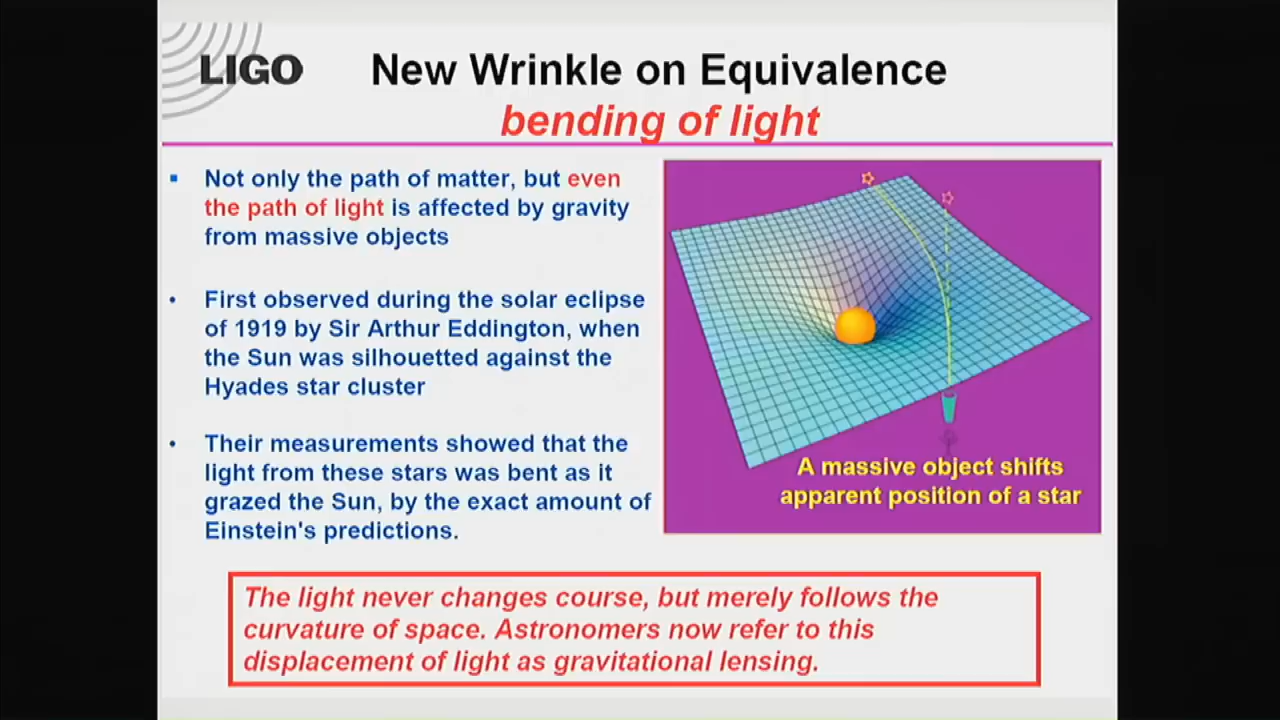 LIGO
New Wrinkle on Equivalence
bending of light
▪ Not only the path of matter, but even
the path of light is affected by gravity
from massive objects
• First observed during the solar eclipse
of 1919 by Sir Arthur Eddington, when
the Sun was silhouetted against the
Hyades star cluster
• Their measurements showed that the
light from these stars was bent as it
grazed the Sun, by the exact amount of
Einstein's predictions.
A massive object shifts
apparent position of a star
The light never changes course, but merely follows the
curvature of space. Astronomers now refer to this
displacement of light as gravitational lensing.